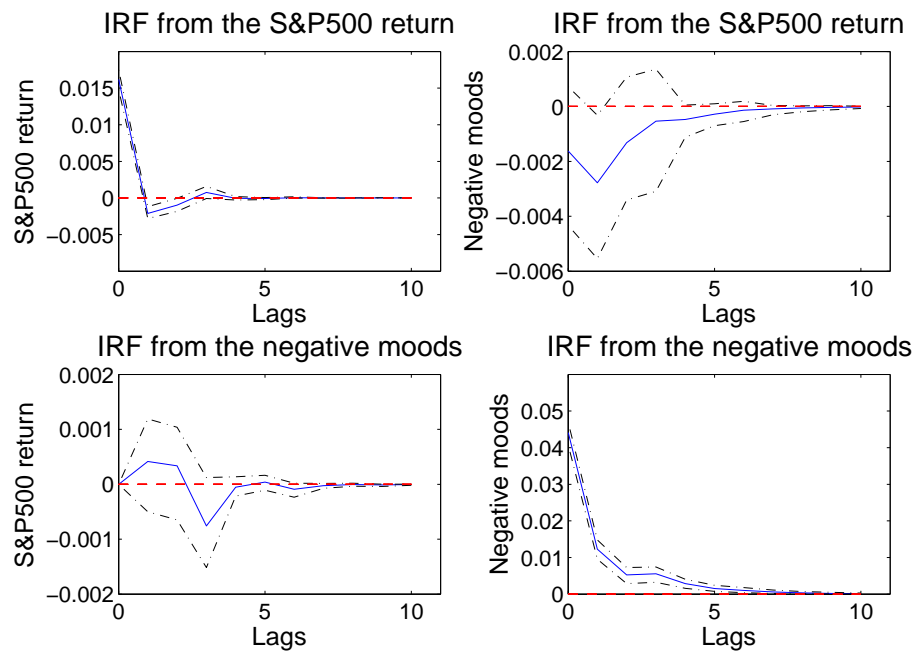 IRF from the S&P500 return
S&P500 return
0.015
0.010
0.005
0
−0.005
0
5
10
Lags
IRF from the S&P500 return
Negative moods
0.002
0
−0.002
−0.004
−0.006
0
5
10
Lags
IRF from the negative moods
S&P500 return
0.002
0.001
0
−0.001
−0.002
0
5
10
Lags
IRF from the negative moods
Negative moods
0.05
0.04
0.03
0.02
0.01
0
0
5
10
Lags